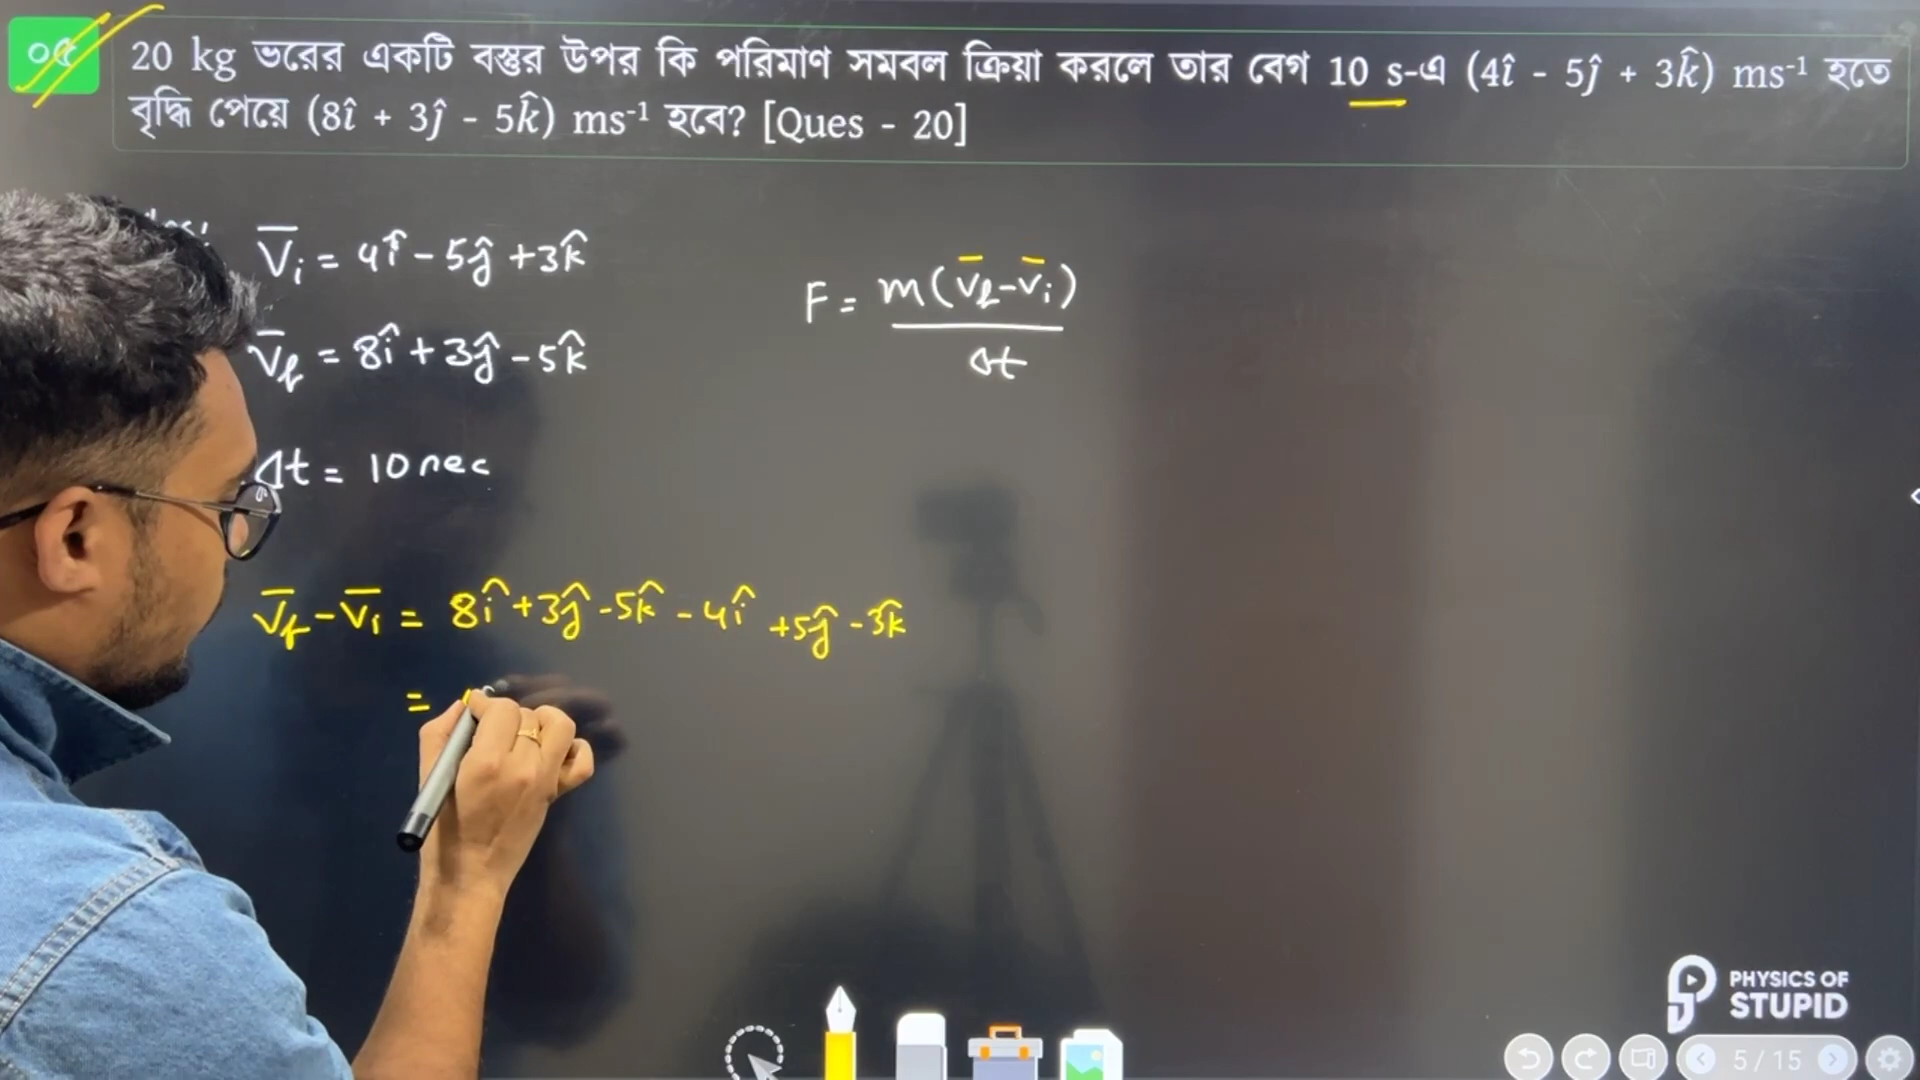 ০৫
20 kg ভরের একটি বস্তুর উপর কি পরিমাণ সমবল ক্রিয়া করলে তার বেগ 10 s-এ (4î - 5ĵ + 3k̂) ms⁻¹ হতে
বৃদ্ধি পেয়ে (8î + 3ĵ - 5k̂) ms⁻¹ হবে? [Ques - 20]
V̄i = 4î - 5ĵ + 3k̂
V̄f = 8î + 3ĵ - 5k̂
Δt = 10 sec
F = m(v̄f - v̄i)
Δt
V̄f - V̄i = 8î + 3ĵ - 5k̂ - 4î + 5ĵ - 3k̂
=
PHYSICS OF
STUPID
5 / 15